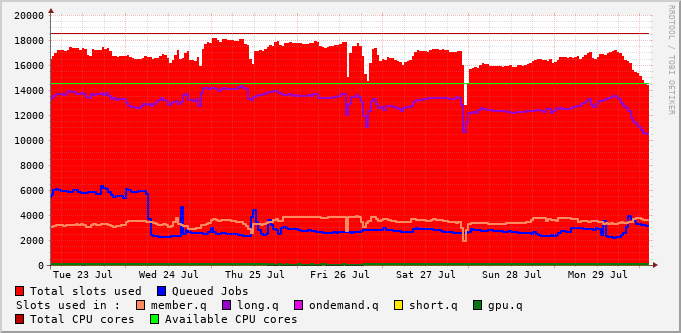 RRDTOOL / TOBI OETIKER
20000
18000
16000
14000
12000
10000
8000
6000
4000
2000
0
Tue 23 Jul Wed 24 Jul Thu 25 Jul Fri 26 Jul Sat 27 Jul Sun 28 Jul Mon 29 Jul
Total slots used Queued Jobs
Slots used in : member.q long.q ondemand.q short.q gpu.q
Total CPU cores Available CPU cores